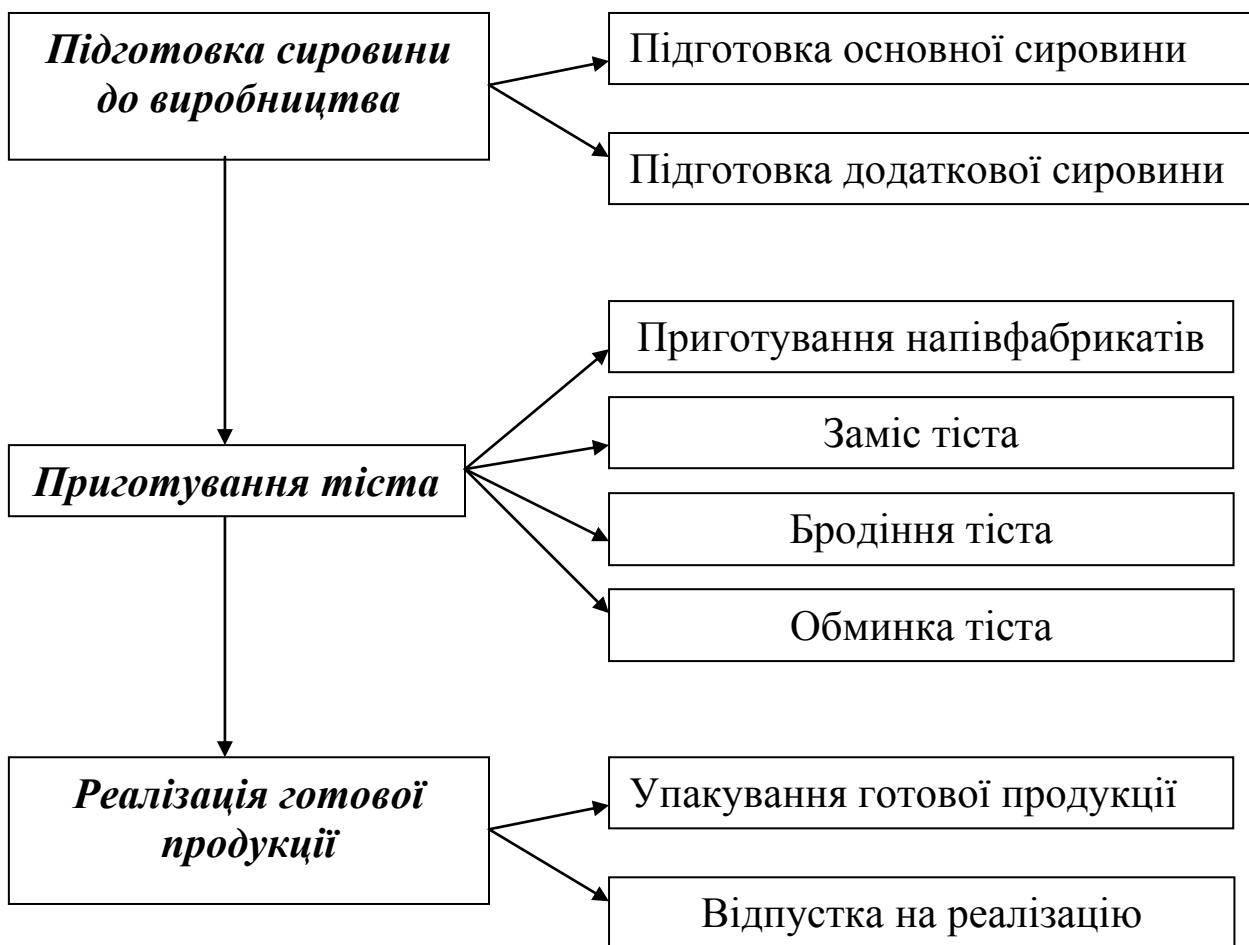 Підготовка сировини
до виробництва
Підготовка основної сировини
Підготовка додаткової сировини
Приготування тіста
Приготування напівфабрикатів
Заміс тіста
Бродіння тіста
Обминка тіста
Реалізація готової
продукції
Упакування готової продукції
Відпустка на реалізацію